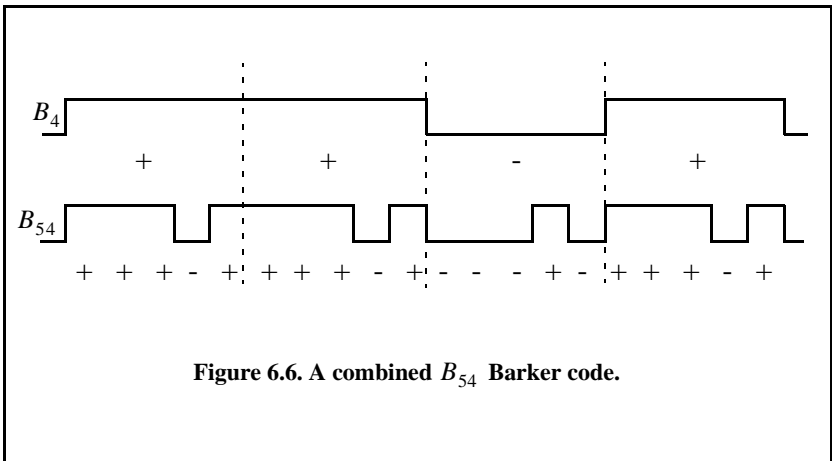 B4
+ + - +
B54
+ + + - + + + + - + - - - + - + + + - +
Figure 6.6. A combined B54 Barker code.